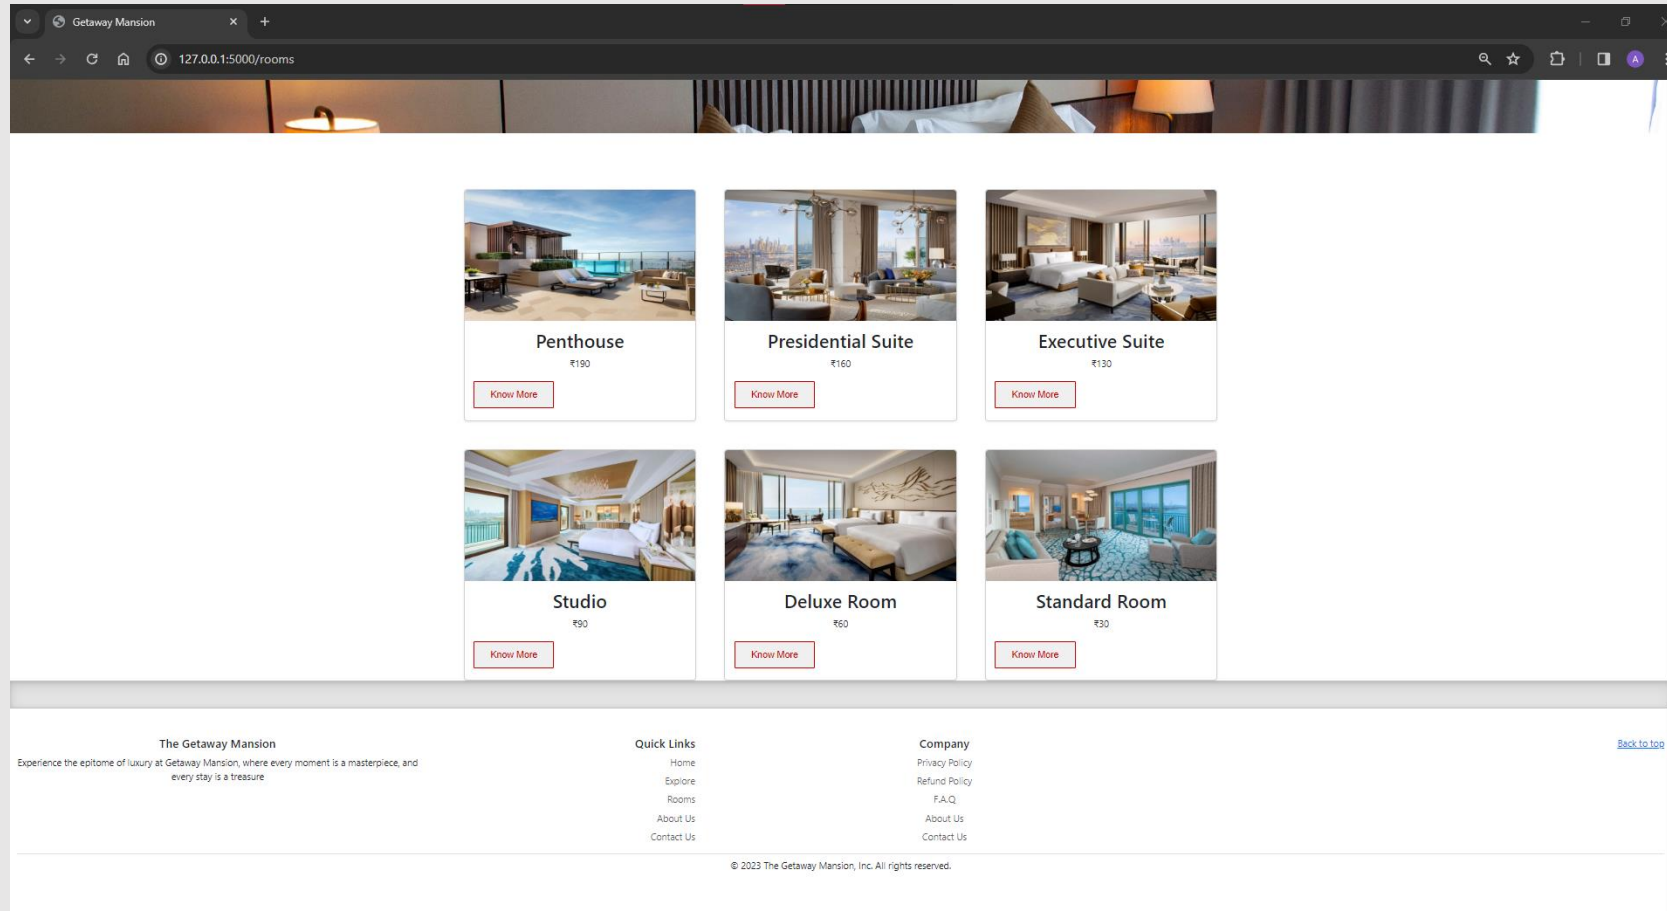 Getaway Mansion
127.0.0.1:5000/rooms
A
Penthouse
₹190
Know More
Presidential Suite
₹160
Know More
Executive Suite
₹130
Know More
Studio
₹90
Know More
Deluxe Room
₹60
Know More
Standard Room
₹30
Know More
The Getaway Mansion
Experience the epitome of luxury at Getaway Mansion, where every moment is a masterpiece, and
every stay is a treasure
Quick Links
Home
Explore
Rooms
About Us
Contact Us
Company
Privacy Policy
Refund Policy
F.A.Q
About Us
Contact Us
Back to top
© 2023 The Getaway Mansion, Inc. All rights reserved.